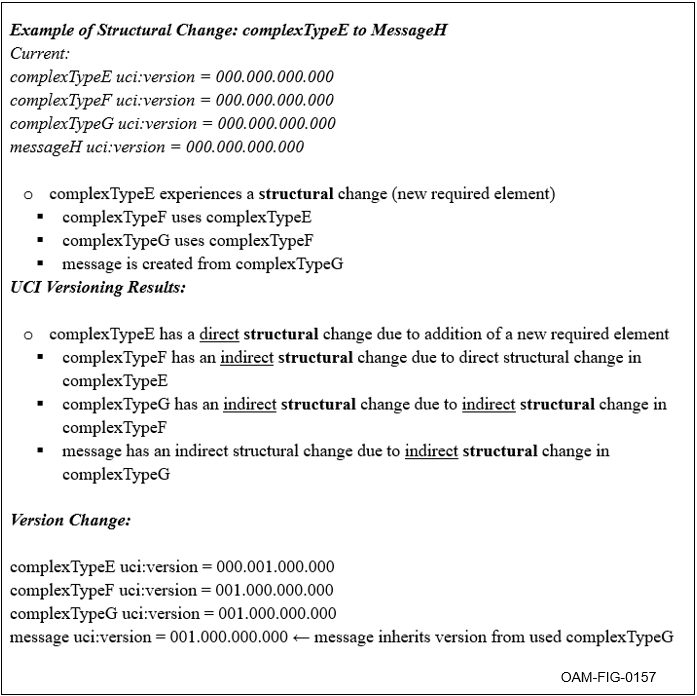 Example of Structural Change: complexTypeE to MessageH
Current:
complexTypeE uci:version = 000.000.000.000
complexTypeF uci:version = 000.000.000.000
complexTypeG uci:version = 000.000.000.000
messageH uci:version = 000.000.000.000
o complexTypeE experiences a structural change (new required element)
▪ complexTypeF uses complexTypeE
▪ complexTypeG uses complexTypeF
▪ message is created from complexTypeG
UCI Versioning Results:
o complexTypeE has a direct structural change due to addition of a new required element
▪ complexTypeF has an indirect structural change due to direct structural change in
complexTypeE
▪ complexTypeG has an indirect structural change due to indirect structural change in
complexTypeF
▪ message has an indirect structural change due to indirect structural change in
complexTypeG
Version Change:
complexTypeE uci:version = 000.001.000.000
complexTypeF uci:version = 001.000.000.000
complexTypeG uci:version = 001.000.000.000
message uci:version = 001.000.000.000 ← message inherits version from used complexTypeG
OAM-FIG-0157